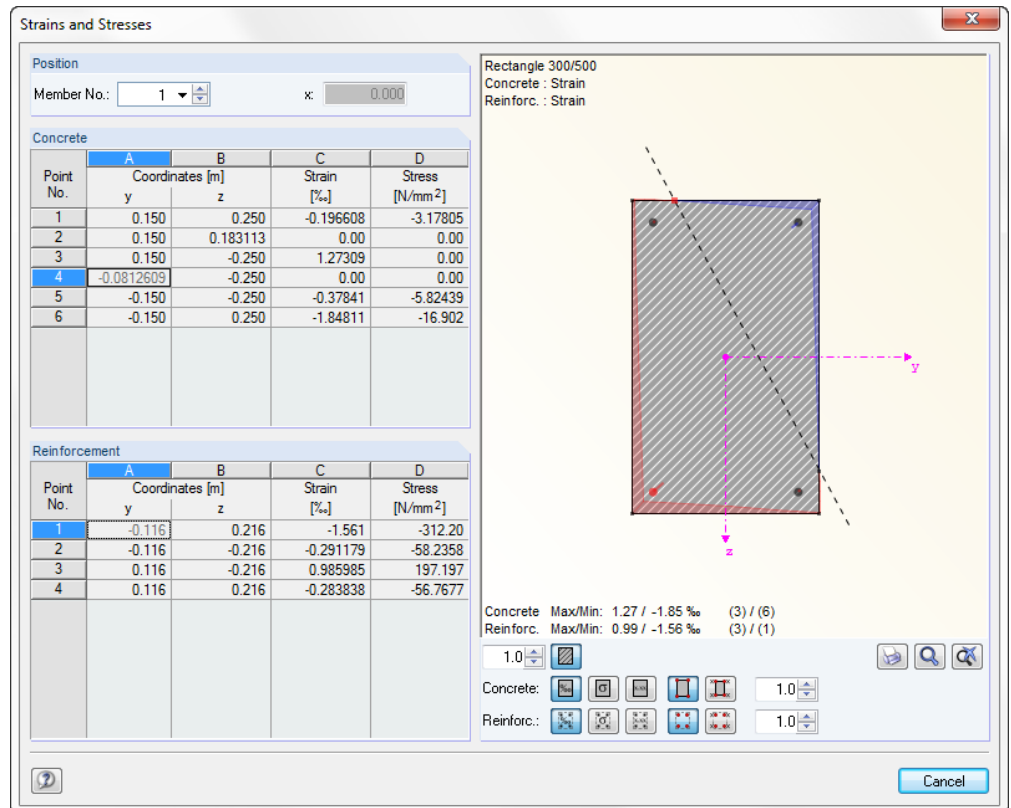 Strains and Stresses
Position
Member No.: 1 x: 0.000
Concrete
A B C D
Point Coordinates [m] Strain Stress
No. y z [‰] [N/mm²]
1 0.150 0.250 -0.196608 -3.17805
2 0.150 0.183113 0.00 0.00
3 0.150 -0.250 1.27309 0.00
4 -0.0812609 -0.250 0.00 0.00
5 -0.150 -0.250 -0.37841 -5.82439
6 -0.150 0.250 -1.84811 -16.902
Reinforcement
A B C D
Point Coordinates [m] Strain Stress
No. y z [‰] [N/mm²]
1 -0.116 0.216 -1.561 -312.20
2 -0.116 -0.216 -0.291179 -58.2358
3 0.116 -0.216 0.985985 197.197
4 0.116 0.216 -0.283838 -56.7677
Rectangle 300/500
Concrete : Strain
Reinforc. : Strain
y
z
Concrete Max/Min: 1.27 / -1.85 ‰ (3) / (6)
Reinforc. Max/Min: 0.99 / -1.56 ‰ (3) / (1)
1.0
Concrete: ‰ σ 1.0
Reinforc.: σ 1.0
Cancel